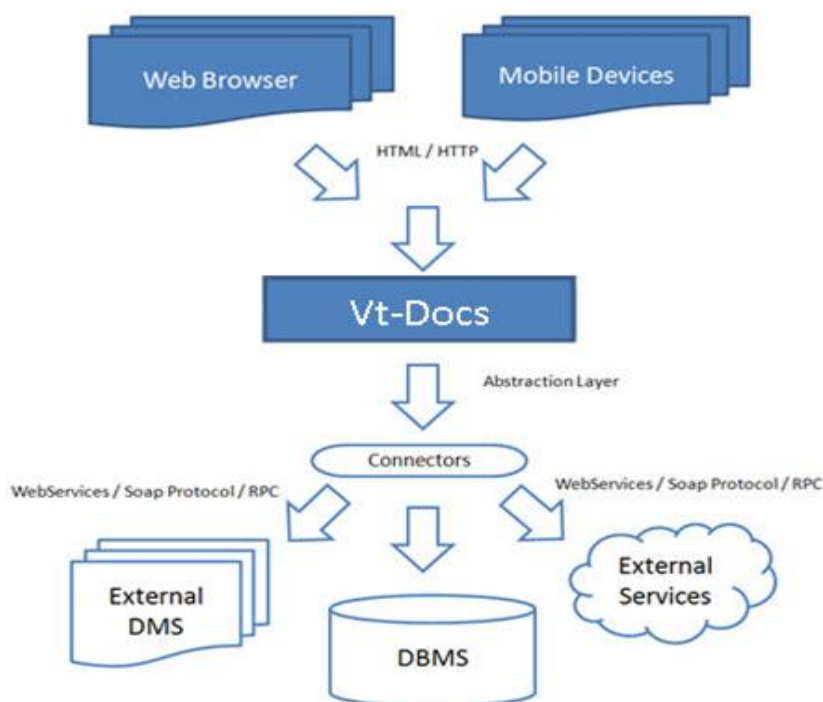 Web Browser
Mobile Devices
HTML / HTTP
Vt-Docs
Abstraction Layer
Connectors
WebServices / Soap Protocol / RPC
WebServices / Soap Protocol / RPC
External
DMS
DBMS
External
Services